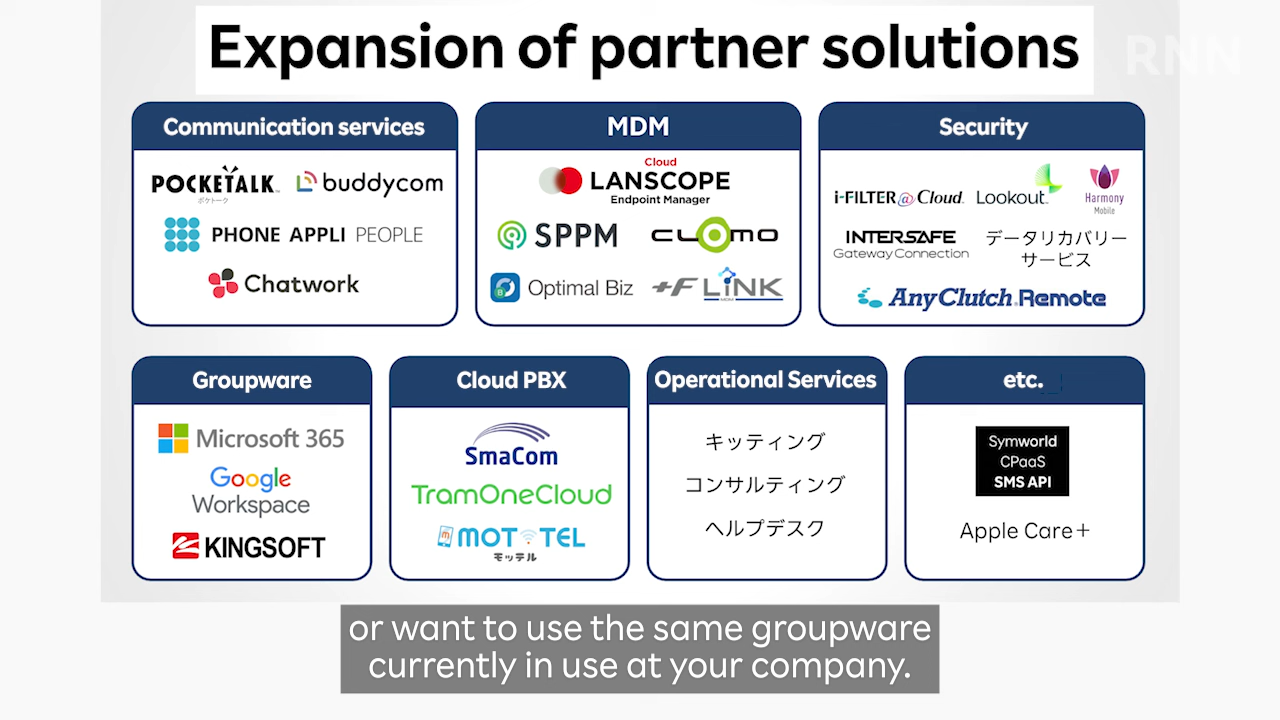 Expansion of partner solutions
RNN
Communication services
POCKETALK
ポケトーク
buddycom
PHONE APPLI PEOPLE
Chatwork
MDM
Cloud
LANSCOPE
Endpoint Manager
SPPM
CLOMO
Optimal Biz
+F LiNK
MDM
Security
i-FILTER@Cloud
Lookout
Harmony
Mobile
INTERSAFE
GatewayConnection
データリカバリー
サービス
AnyClutch Remote
Groupware
Microsoft 365
Google
Workspace
KINGSOFT
Cloud PBX
SmaCom
TramOneCloud
MOT TEL
モッテル
Operational Services
キッティング
コンサルティング
ヘルプデスク
etc.
Symworld
CPaaS
SMS API
Apple Care+
or want to use the same groupware
currently in use at your company.